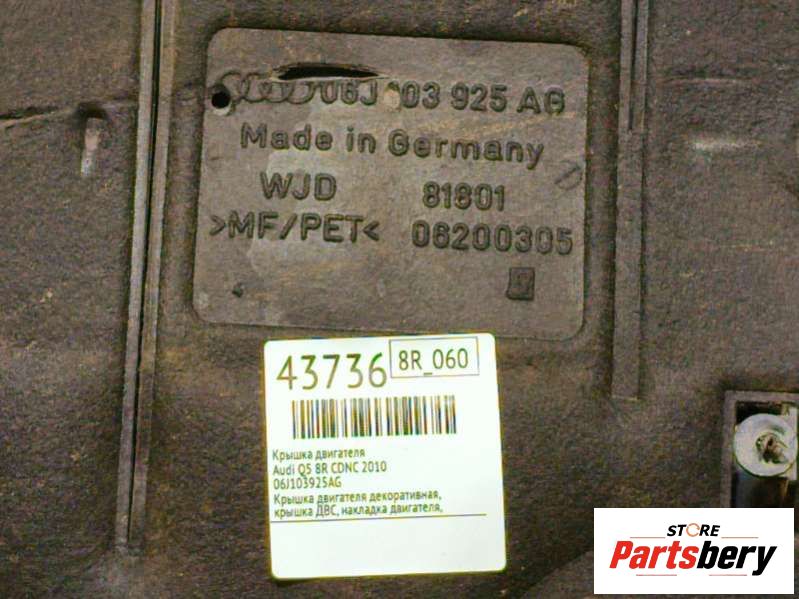 06J 103 925 AG
Made in Germany
WJD 81801
>MF/PET< 06200305
43736 8R_060
Крышка двигателя
Audi Q5 8R CDNC 2010
06J103925AG
Крышка двигателя декоративная,
крышка ДВС, накладка двигателя,
STORE
Partsbery